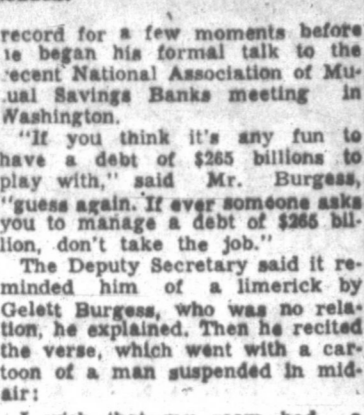 record for a few moments before
he began his formal talk to the
recent National Association of Mu-
tual Savings Banks meeting in
Washington.
"If you think it's any fun to
have a debt of $265 billions to
play with," said Mr. Burgess,
"guess again. If ever someone asks
you to manage a debt of $265 bil-
lion, don't take the job."
The Deputy Secretary said it re-
minded him of a limerick by
Gelett Burgess, who was no rela-
tion, he explained. Then he recited
the verse, which went with a car-
toon of a man suspended in mid-
air: